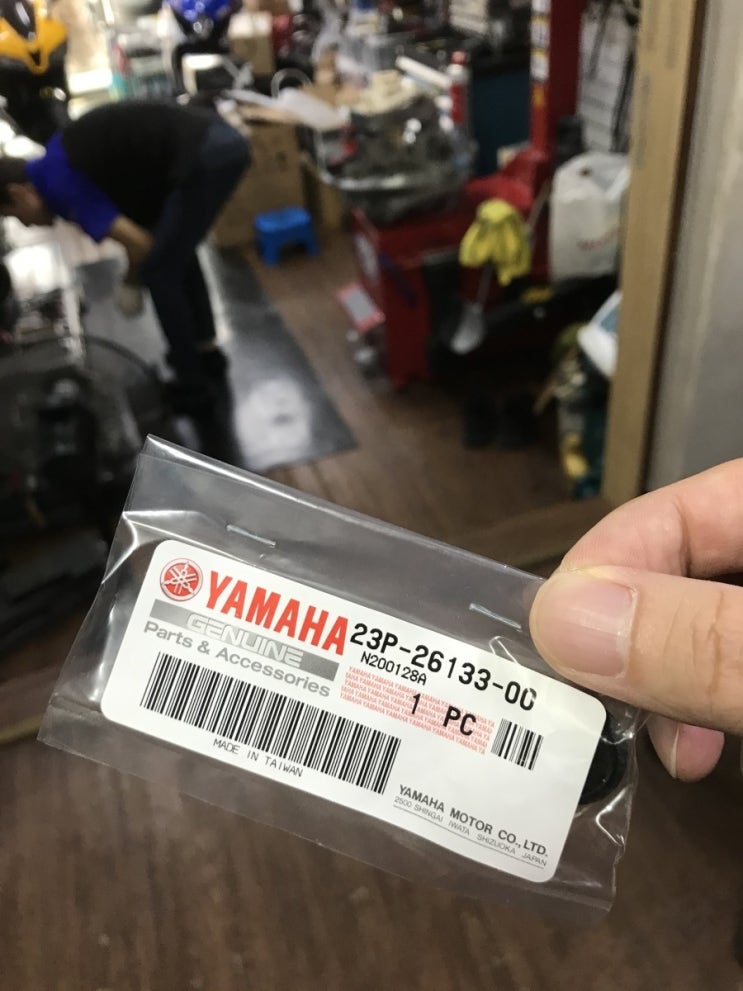 YAMAHA
GENUINE
Parts & Accessories
23P-26133-00
N200128A
1 PC
MADE IN TAIWAN
YAMAHA MOTOR CO., LTD.
2500 SHINGAI IWATA SHIZUOKA JAPAN